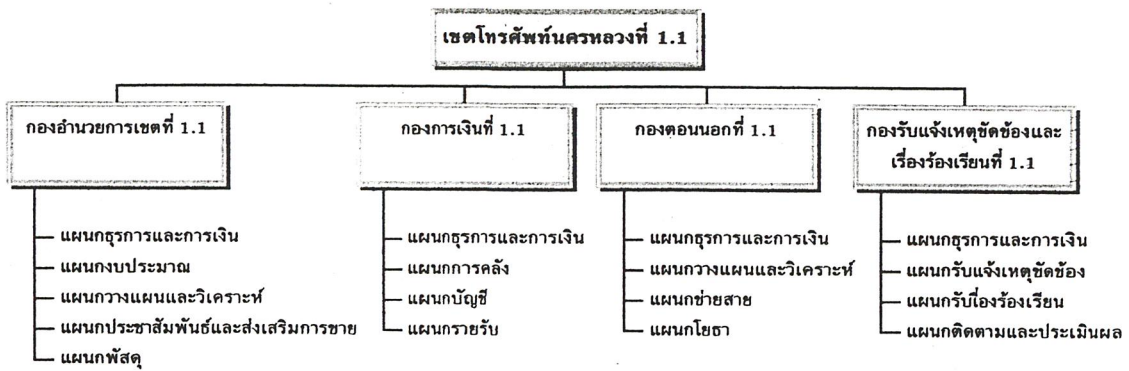 เขตโทรศัพท์นครหลวงที่ 1.1
กองอำนวยการเขตที่ 1.1
แผนกธุรการและการเงิน
แผนกงบประมาณ
แผนกวางแผนและวิเคราะห์
แผนกประชาสัมพันธ์และส่งเสริมการขาย
แผนกพัสดุ
กองการเงินที่ 1.1
แผนกธุรการและการเงิน
แผนกการคลัง
แผนกบัญชี
แผนกรายรับ
กองตอนนอกที่ 1.1
แผนกธุรการและการเงิน
แผนกวางแผนและวิเคราะห์
แผนกข่ายสาย
แผนกโยธา
กองรับแจ้งเหตุขัดข้องและ
เรื่องร้องเรียนที่ 1.1
แผนกธุรการและการเงิน
แผนกรับแจ้งเหตุขัดข้อง
แผนกรับเื่องร้องเรียน
แผนกติดตามและประเมินผล